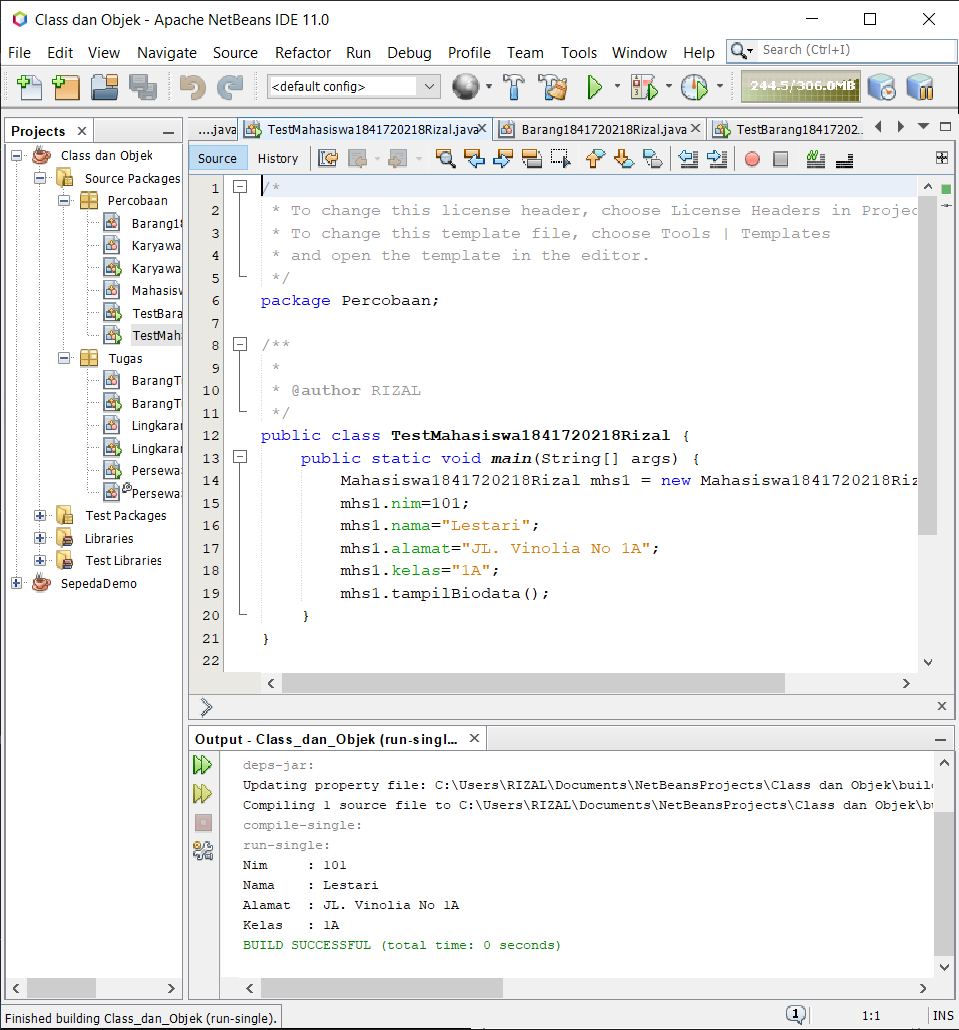 Class dan Objek - Apache NetBeans IDE 11.0
File Edit View Navigate Source Refactor Run Debug Profile Team Tools Window Help Search (Ctrl+I)
<default config> 244.5/306.0MB
Projects
Class dan Objek
Source Packages
Percobaan
Barang18
Karyawa
Karyawa
Mahasisw
TestBara
TestMaha
Tugas
BarangT
BarangT
Lingkaran
Lingkaran
Persewa
Persewa
Test Packages
Libraries
Test Libraries
SepedaDemo
....java TestMahasiswa1841720218Rizal.java Barang1841720218Rizal.java TestBarang18417202...
Source History
1 /*
2 * To change this license header, choose License Headers in Projec
3 * To change this template file, choose Tools | Templates
4 * and open the template in the editor.
5 */
6 package Percobaan;
7
8 /**
9 *
10 * @author RIZAL
11 */
12 public class TestMahasiswa1841720218Rizal {
13 public static void main(String[] args) {
14 Mahasiswa1841720218Rizal mhs1 = new Mahasiswa1841720218Riz
15 mhs1.nim=101;
16 mhs1.nama="Lestari";
17 mhs1.alamat="JL. Vinolia No 1A";
18 mhs1.kelas="1A";
19 mhs1.tampilBiodata();
20 }
21 }
22
Output - Class_dan_Objek (run-singl...
deps-jar:
Updating property file: C:\Users\RIZAL\Documents\NetBeansProjects\Class dan Objek\buil
Compiling 1 source file to C:\Users\RIZAL\Documents\NetBeansProjects\Class dan Objek\bu
compile-single:
run-single:
Nim : 101
Nama : Lestari
Alamat : JL. Vinolia No 1A
Kelas : 1A
BUILD SUCCESSFUL (total time: 0 seconds)
Finished building Class_dan_Objek (run-single). 1 1:1 INS